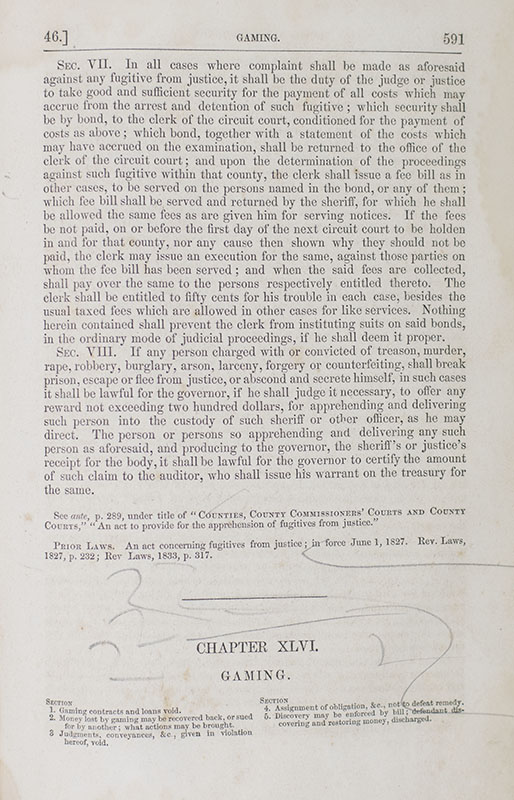 46.] GAMING. 591
SEC. VII. In all cases where complaint shall be made as aforesaid
against any fugitive from justice, it shall be the duty of the judge or justice
to take good and sufficient security for the payment of all costs which may
accrue from the arrest and detention of such fugitive; which security shall
be by bond, to the clerk of the circuit court, conditioned for the payment of
costs as above; which bond, together with a statement of the costs which
may have accrued on the examination, shall be returned to the office of the
clerk of the circuit court; and upon the determination of the proceedings
against such fugitive within that county, the clerk shall issue a fee bill as in
other cases, to be served on the persons named in the bond, or any of them;
which fee bill shall be served and returned by the sheriff, for which he shall
be allowed the same fees as are given him for serving notices. If the fees
be not paid, on or before the first day of the next circuit court to be holden
in and for that county, nor any cause then shown why they should not be
paid, the clerk may issue an execution for the same, against those parties on
whom the fee bill has been served; and when the said fees are collected,
shall pay over the same to the persons respectively entitled thereto. The
clerk shall be entitled to fifty cents for his trouble in each case, besides the
usual taxed fees which are allowed in other cases for like services. Nothing
herein contained shall prevent the clerk from instituting suits on said bonds,
in the ordinary mode of judicial proceedings, if he shall deem it proper.
SEC. VIII. If any person charged with or convicted of treason, murder,
rape, robbery, burglary, arson, larceny, forgery or counterfeiting, shall break
prison, escape or flee from justice, or abscond and secrete himself, in such cases
it shall be lawful for the governor, if he shall judge it necessary, to offer any
reward not exceeding two hundred dollars, for apprehending and delivering
such person into the custody of such sheriff or other officer, as he may
direct. The person or persons so apprehending and delivering any such
person as aforesaid, and producing to the governor, the sheriff's or justice's
receipt for the body, it shall be lawful for the governor to certify the amount
of such claim to the auditor, who shall issue his warrant on the treasury for
the same.
See ante, p. 289, under title of "COUNTIES, COUNTY COMMISSIONERS' COURTS AND COUNTY
COURTS," "An act to provide for the apprehension of fugitives from justice."
PRIOR LAWS. An act concerning fugitives from justice; in force June 1, 1827. Rev. Laws,
1827, p. 232; Rev Laws, 1833, p. 317.
CHAPTER XLVI.
GAMING.
SECTION
1. Gaming contracts and loans void.
2. Money lost by gaming may be recovered back, or sued
for by another; what actions may be brought.
3 Judgments, conveyances, &c., given in violation
hereof, void.
SECTION
4. Assignment of obligation, &c., not to defeat remedy.
5. Discovery may be enforced by bill; defendant dis-
covering and restoring money, discharged.